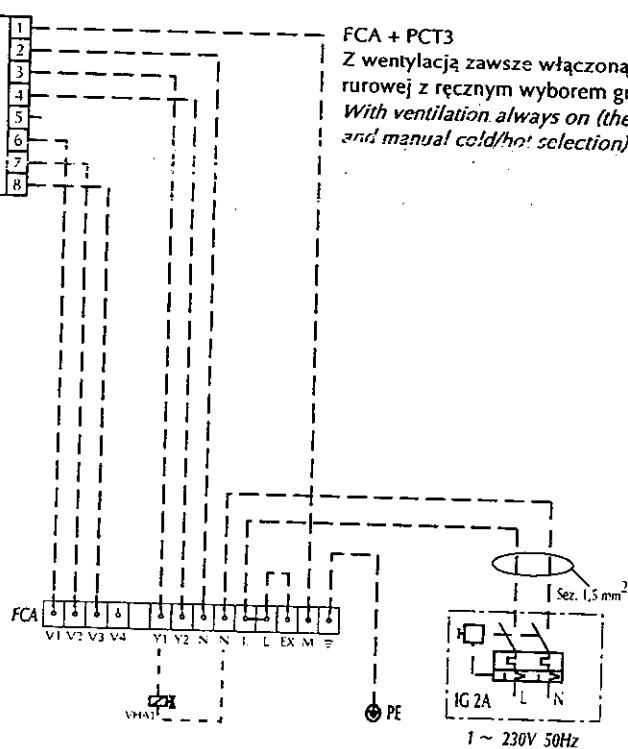 FCA + PCT3
Z wentylacją zawsze włączoną
rurowej z ręcznym wyborem
With ventilation always on (the
and manual cold/hot selection)
1
2
3
4
5
6
7
8
Sez. 1,5 mm²
FCA
V1 V2 V3 V4 Y1 Y2 N N L L EX M
IG 2A
L N
VHA1
PE
1 ~ 230V 50Hz